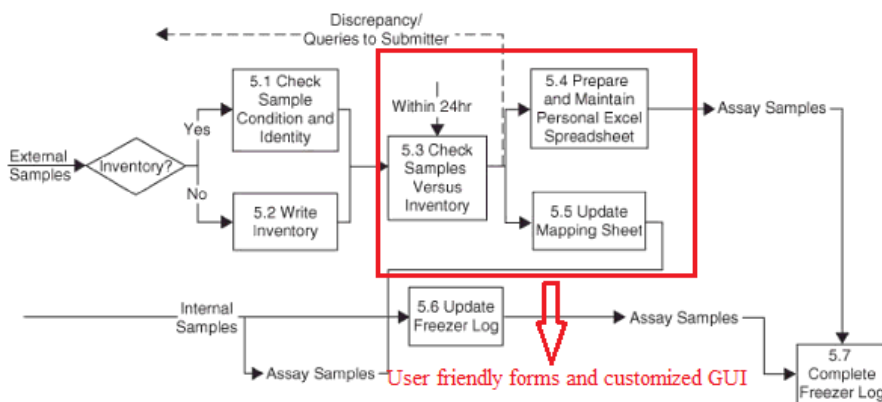 Discrepancy/
Queries to Submitter
5.1 Check
Sample
Condition and
Identity
Within 24hr
5.4 Prepare
and Maintain
Personal Excel
Spreadsheet
Assay Samples
Yes
External
Samples
Inventory?
5.3 Check
Samples
Versus
Inventory
No
5.2 Write
Inventory
5.5 Update
Mapping Sheet
Internal
Samples
5.6 Update
Freezer Log
Assay Samples
Assay Samples
User friendly forms and customized GUI
5.7
Complete
Freezer Log